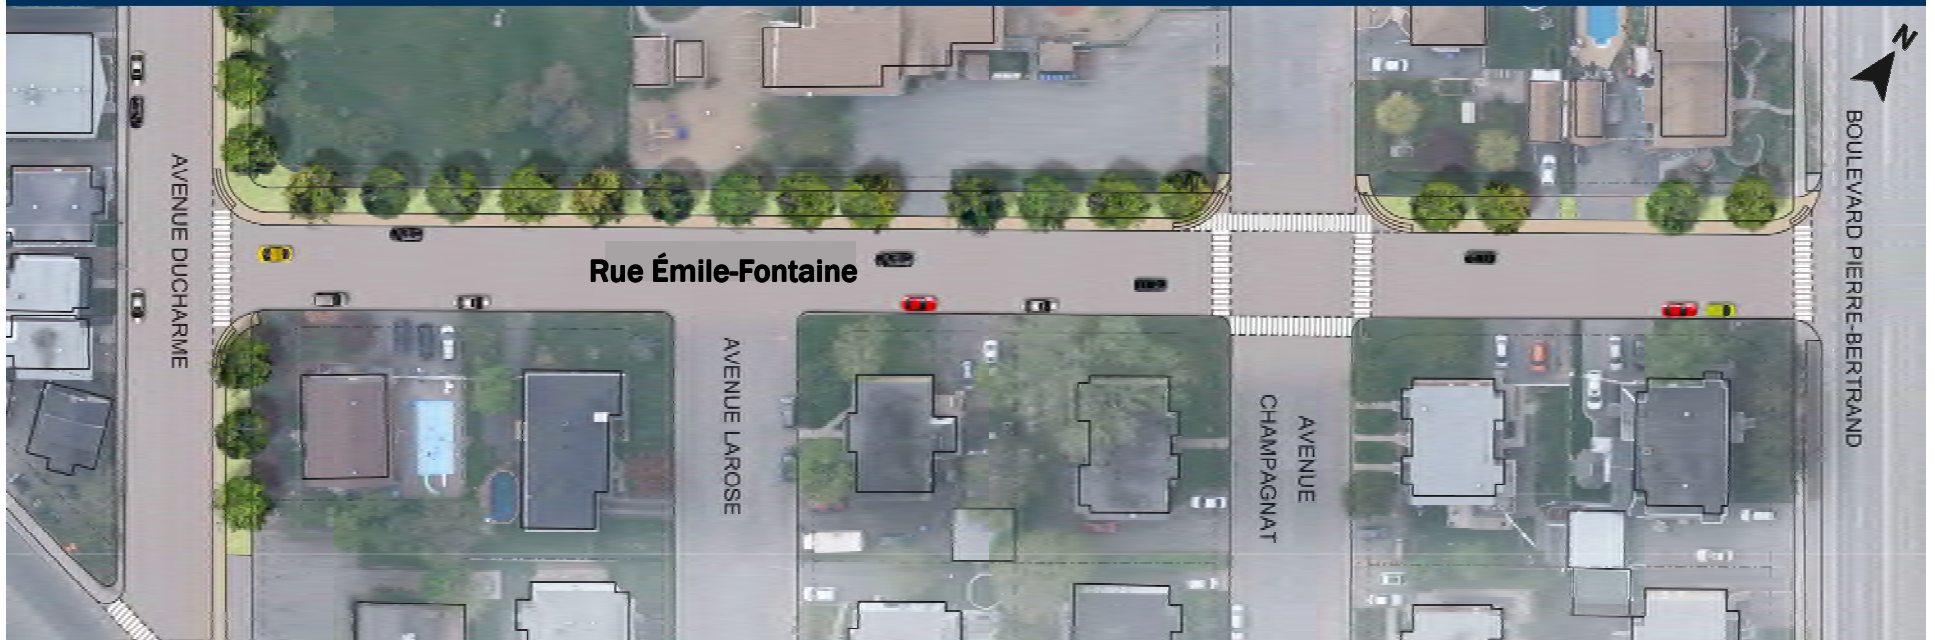 N
AVENUE DUCHARME
Rue Émile-Fontaine
AVENUE LAROSE
AVENUE
CHAMPAGNAT
BOULEVARD PIERRE-BERTRAND